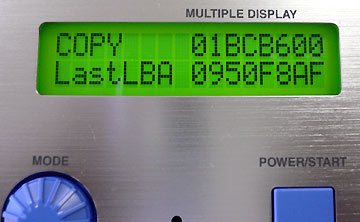 MULTIPLE DISPLAY
COPY 01BCB600
LastLBA 0950F8AF
MODE
POWER/START